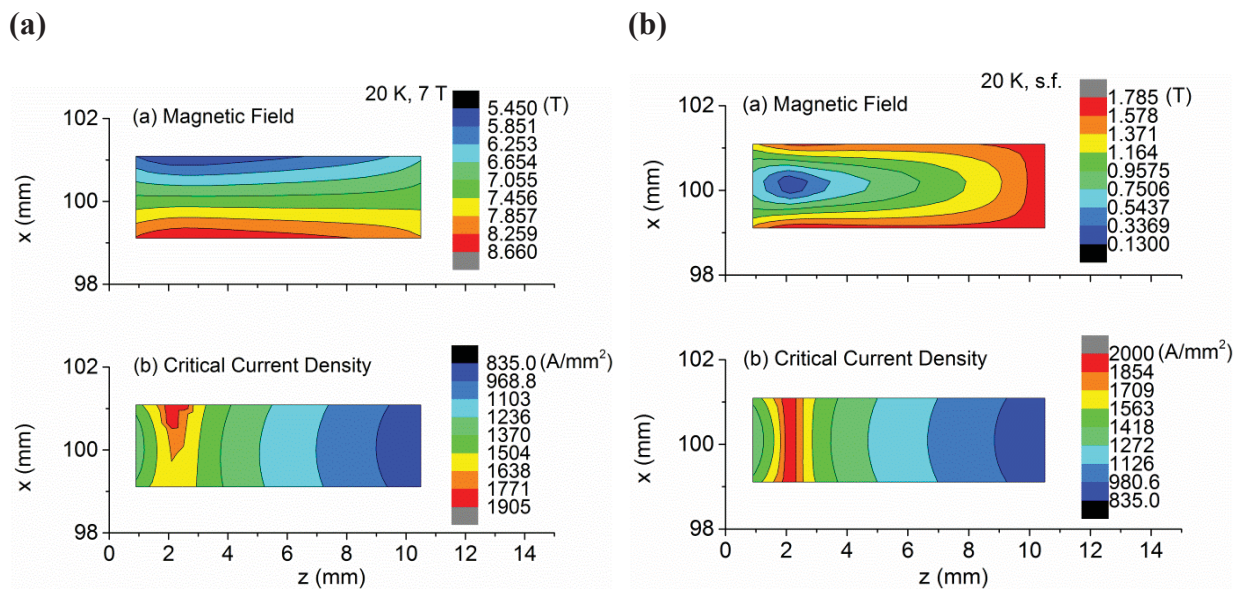 (a)
20 K, 7 T
(a) Magnetic Field
(T)
5.450
5.851
6.253
6.654
7.055
7.456
7.857
8.259
8.660
102
100
98
x (mm)
(b) Critical Current Density
(A/mm²)
835.0
968.8
1103
1236
1370
1504
1638
1771
1905
102
100
98
x (mm)
0 2 4 6 8 10 12 14
z (mm)
(b)
20 K, s.f.
(a) Magnetic Field
(T)
1.785
1.578
1.371
1.164
0.9575
0.7506
0.5437
0.3369
0.1300
102
100
98
x (mm)
(b) Critical Current Density
(A/mm²)
2000
1854
1709
1563
1418
1272
1126
980.6
835.0
102
100
98
x (mm)
0 2 4 6 8 10 12 14
z (mm)